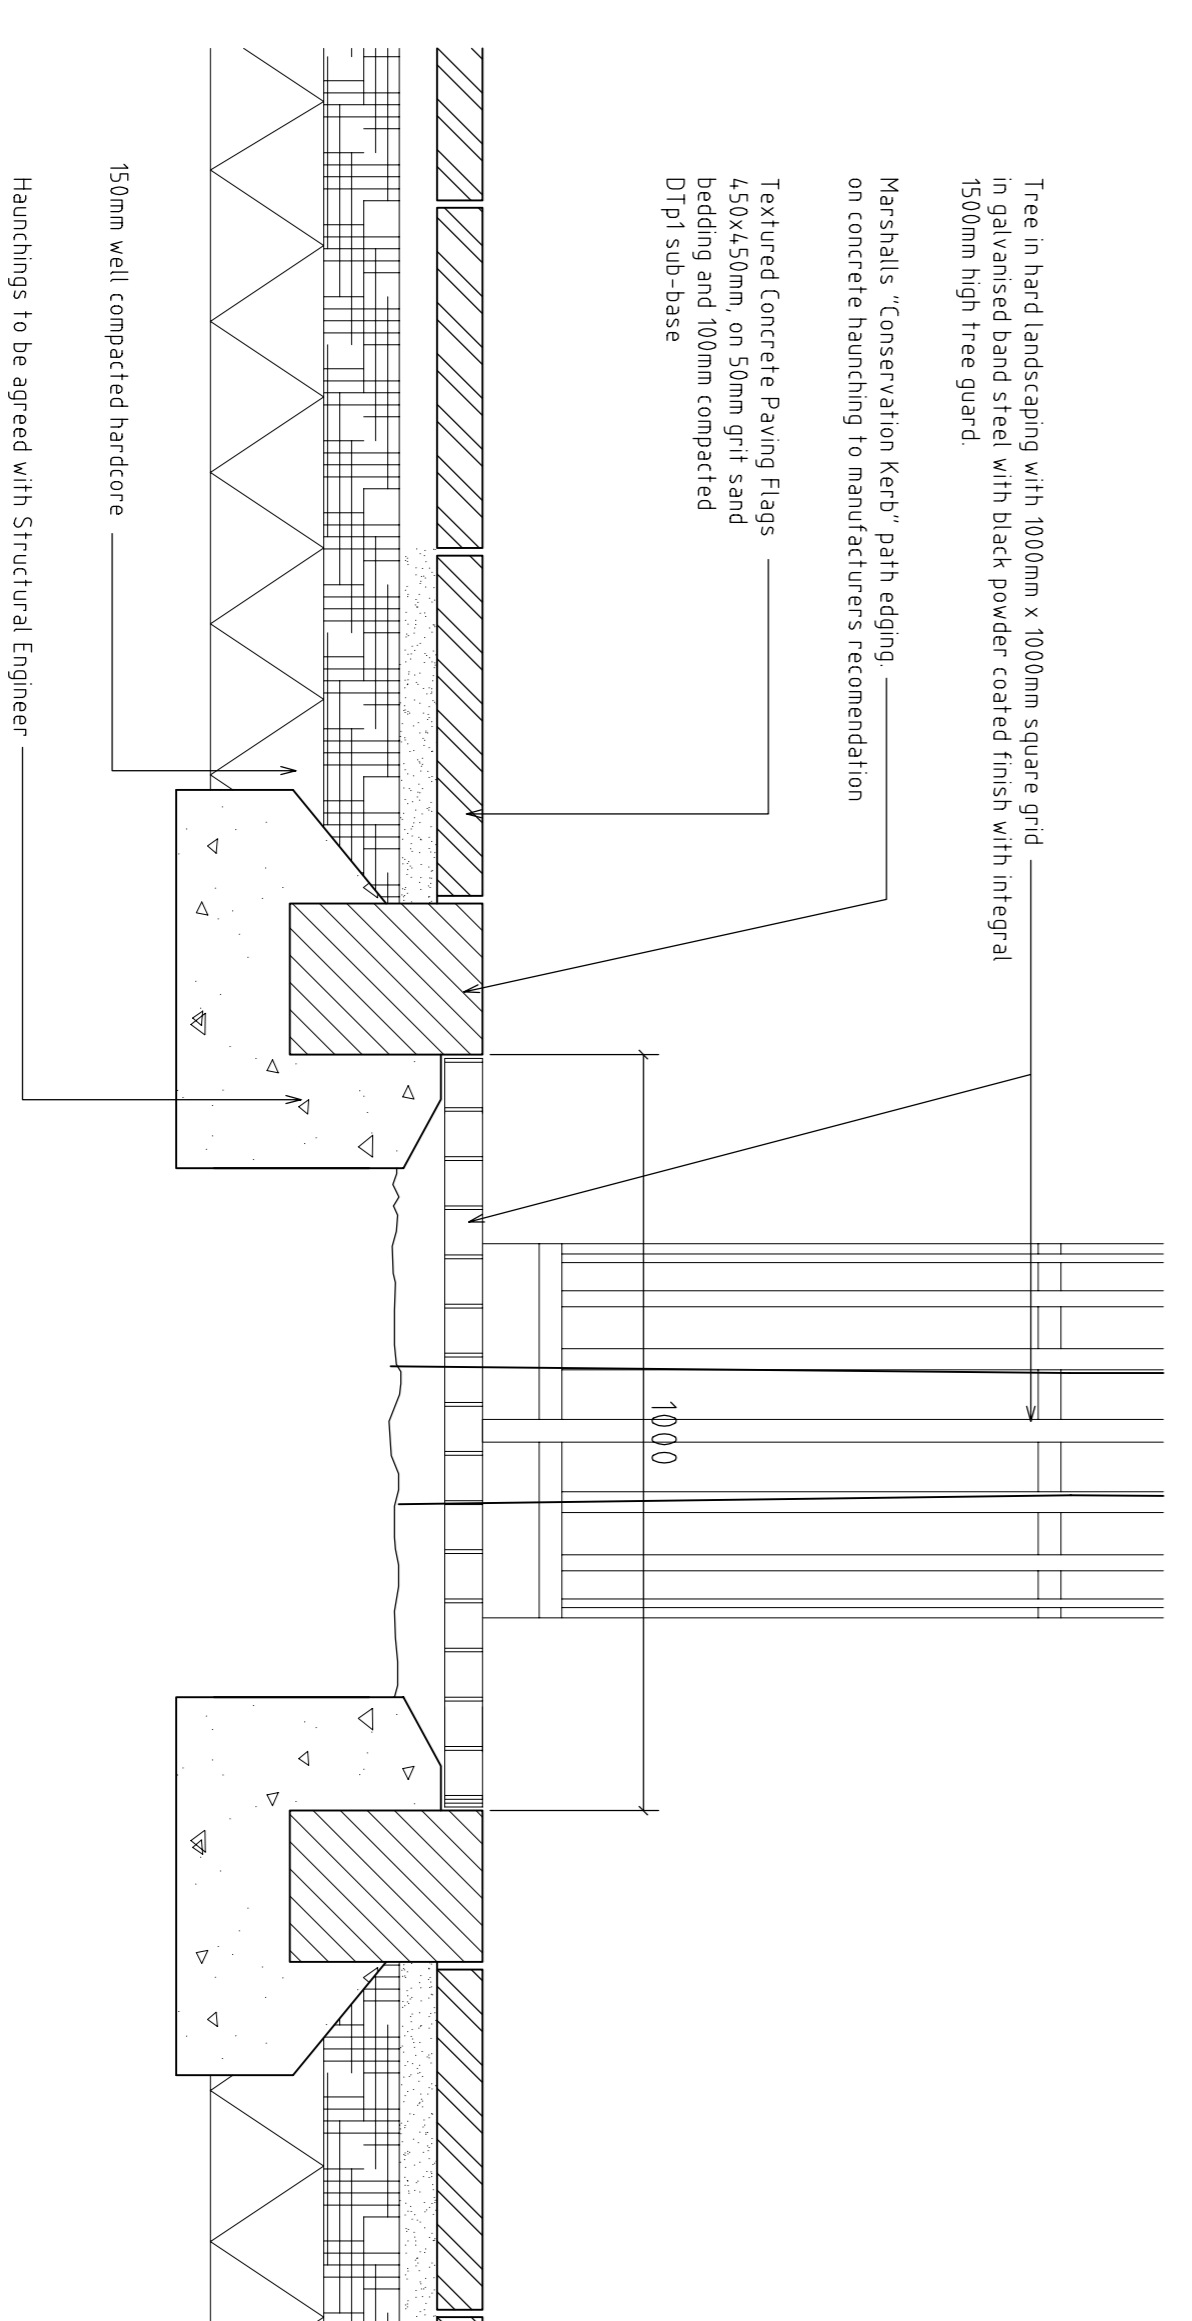 Tree in hard landscaping with 1000mm x 1000mm square grid
in galvanised band steel with black powder coated finish with integral
1500mm high tree guard.
Marshalls "Conservation Kerb" path edging.
on concrete haunching to manufacturers recomendation
Textured Concrete Paving Flags
450x450mm, on 50mm grit sand
bedding and 100mm compacted
DTp1 sub-base
1000
150mm well compacted hardcore
Haunchings to be agreed with Structural Engineer